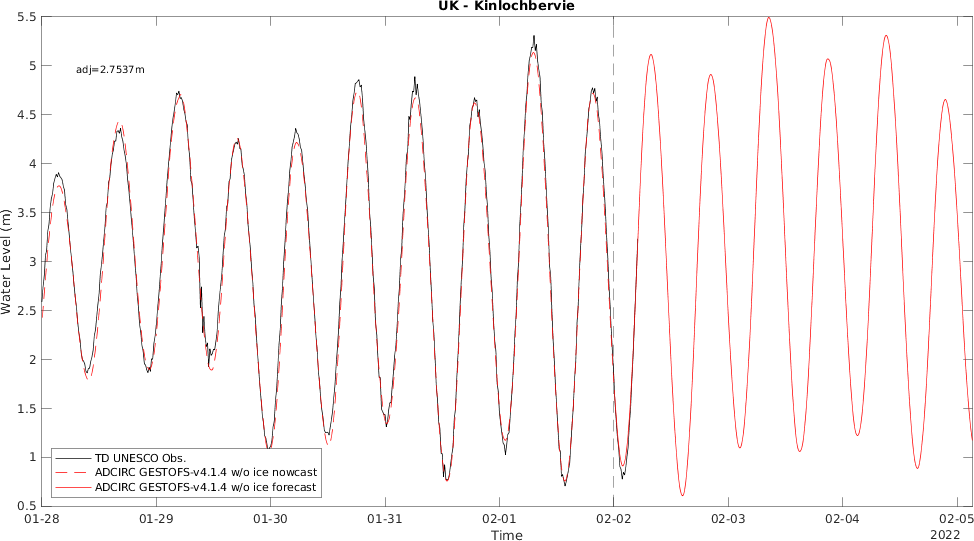 UK - Kinlochbervie
adj=2.7537m
5.5
5
4.5
4
3.5
3
2.5
2
1.5
1
0.5
Water Level (m)
TD UNESCO Obs.
ADCIRC GESTOFS-v4.1.4 w/o ice nowcast
ADCIRC GESTOFS-v4.1.4 w/o ice forecast
01-28 01-29 01-30 01-31 02-01 02-02 02-03 02-04 02-05
Time
2022